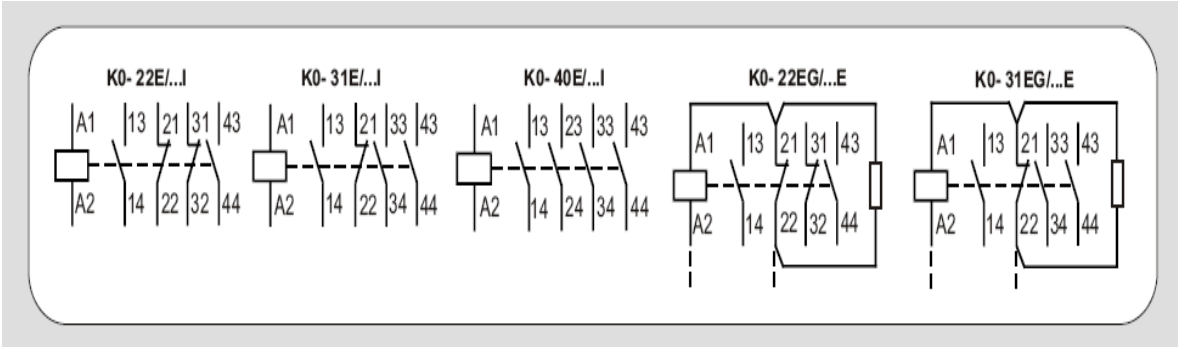 K0- 22E/...I K0- 31E/...I K0- 40E/...I K0- 22EG/...E K0- 31EG/...E
A1 13 21 31 43 A1 13 21 33 43 A1 13 23 33 43 A1 13 21 31 43 A1 13 21 33 43
A2 14 22 32 44 A2 14 22 34 44 A2 14 24 34 44 A2 14 22 32 44 A2 14 22 34 44